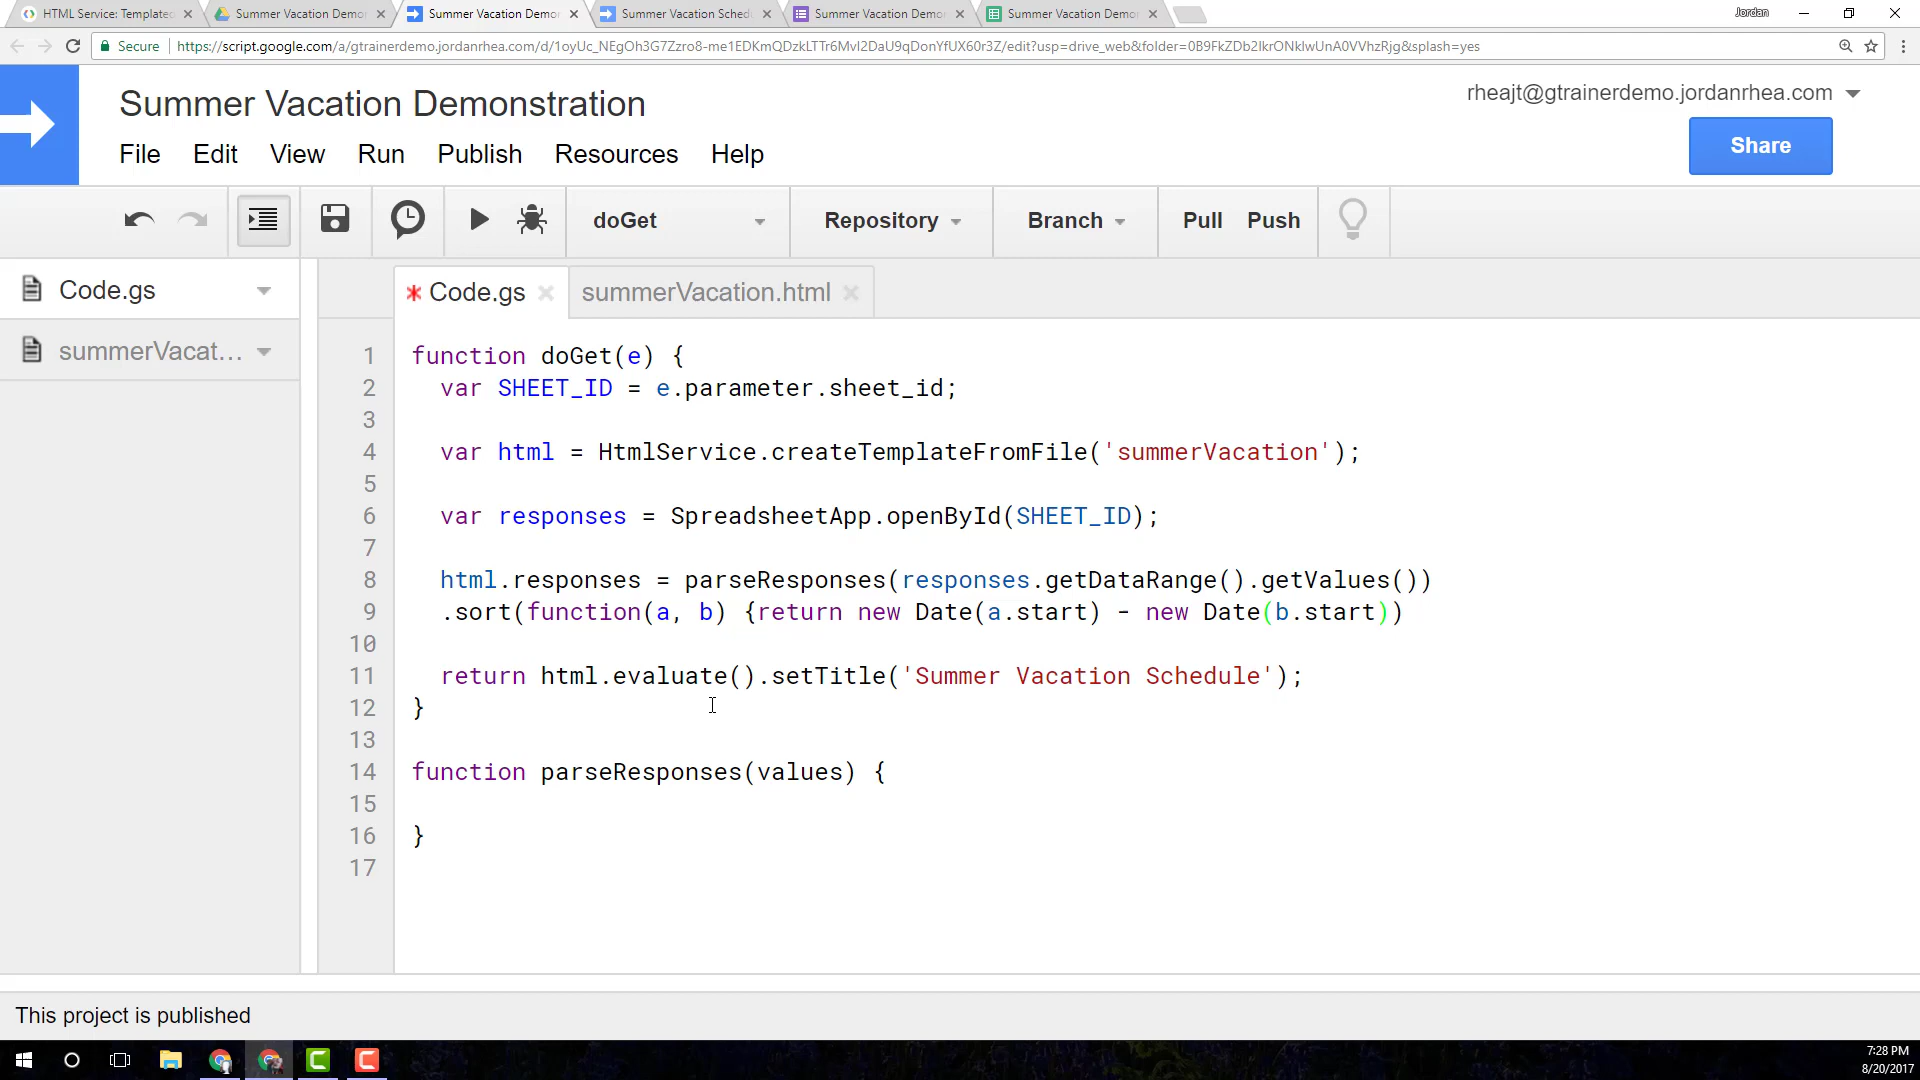 HTML Service: Template
Summer Vacation Demo
Summer Vacation Demo
Summer Vacation Sched
Summer Vacation Demo
Summer Vacation Demo
Jordan
Secure
https://script.google.com/a/gtrainerdemo.jordanrhea.com/d/1oyUc_NEgOh3G7Zzro8-me1EDKmQDzkLTTr6MvI2DaU9qDonYfUX60r3Z/edit?usp=drive_web&folder=0B9FkZDb2IkrONklwUnA0VVhzRjg&splash=yes
Summer Vacation Demonstration
rheajt@gtrainerdemo.jordanrhea.com
File Edit View Run Publish Resources Help
Share
doGet
Repository
Branch
Pull Push
Code.gs
summerVacat...
* Code.gs
summerVacation.html
1 function doGet(e) {
2 var SHEET_ID = e.parameter.sheet_id;
3
4 var html = HtmlService.createTemplateFromFile('summerVacation');
5
6 var responses = SpreadsheetApp.openById(SHEET_ID);
7
8 html.responses = parseResponses(responses.getDataRange().getValues())
9 .sort(function(a, b) {return new Date(a.start) - new Date(b.start))
10
11 return html.evaluate().setTitle('Summer Vacation Schedule');
12 }
13
14 function parseResponses(values) {
15
16 }
17
This project is published
7:28 PM
8/20/2017